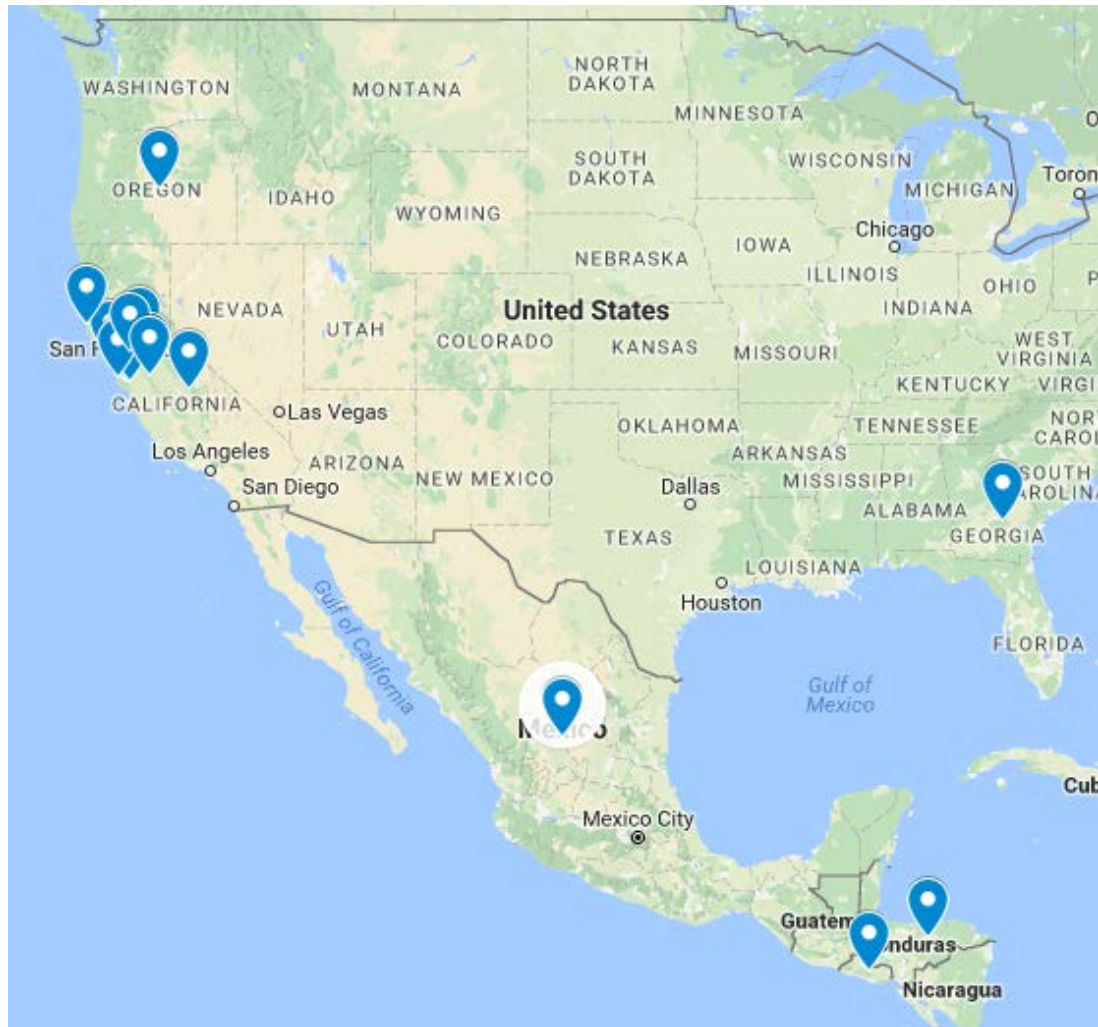 WASHINGTON
MONTANA
NORTH
DAKOTA
MINNESOTA
OREGON
IDAHO
SOUTH
DAKOTA
WISCONSIN
MICHIGAN
Toron
WYOMING
IOWA
Chicago
NEBRASKA
ILLINOIS
OHIO
INDIANA
NEVADA
United States
UTAH
COLORADO
KANSAS
MISSOURI
WEST
VIRGINIA
San F
KENTUCKY
VIRGI
CALIFORNIA
Las Vegas
OKLAHOMA
TENNESSEE
NORT
CAROL
Los Angeles
ARIZONA
NEW MEXICO
ARKANSAS
MISSISSIPPI
SOUTH
AROLINA
San Diego
Dallas
ALABAMA
GEORGIA
TEXAS
LOUISIANA
Houston
Gulf of California
FLORIDA
Gulf of
Mexico
Mexico
Mexico City
Cub
Guatem
nduras
Nicaragua